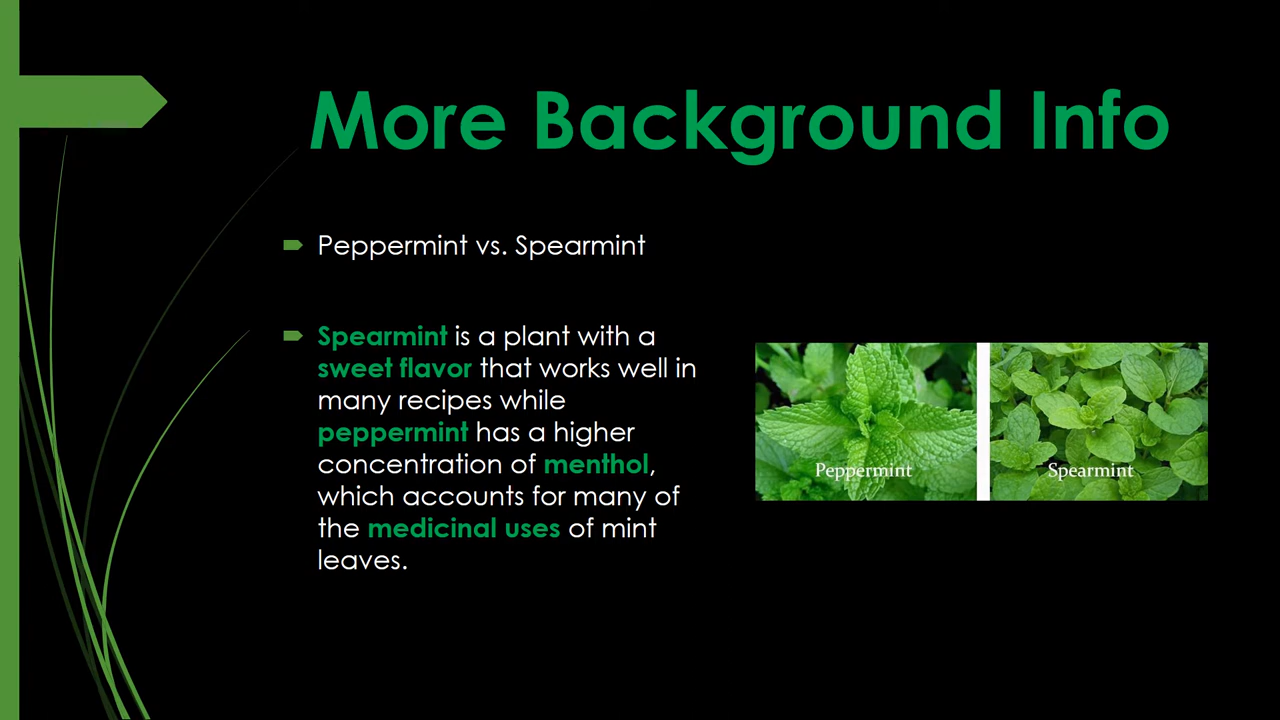 More Background Info
Peppermint vs. Spearmint
Spearmint is a plant with a
sweet flavor that works well in
many recipes while
peppermint has a higher
concentration of menthol,
which accounts for many of
the medicinal uses of mint
leaves.
Peppermint
Spearmint